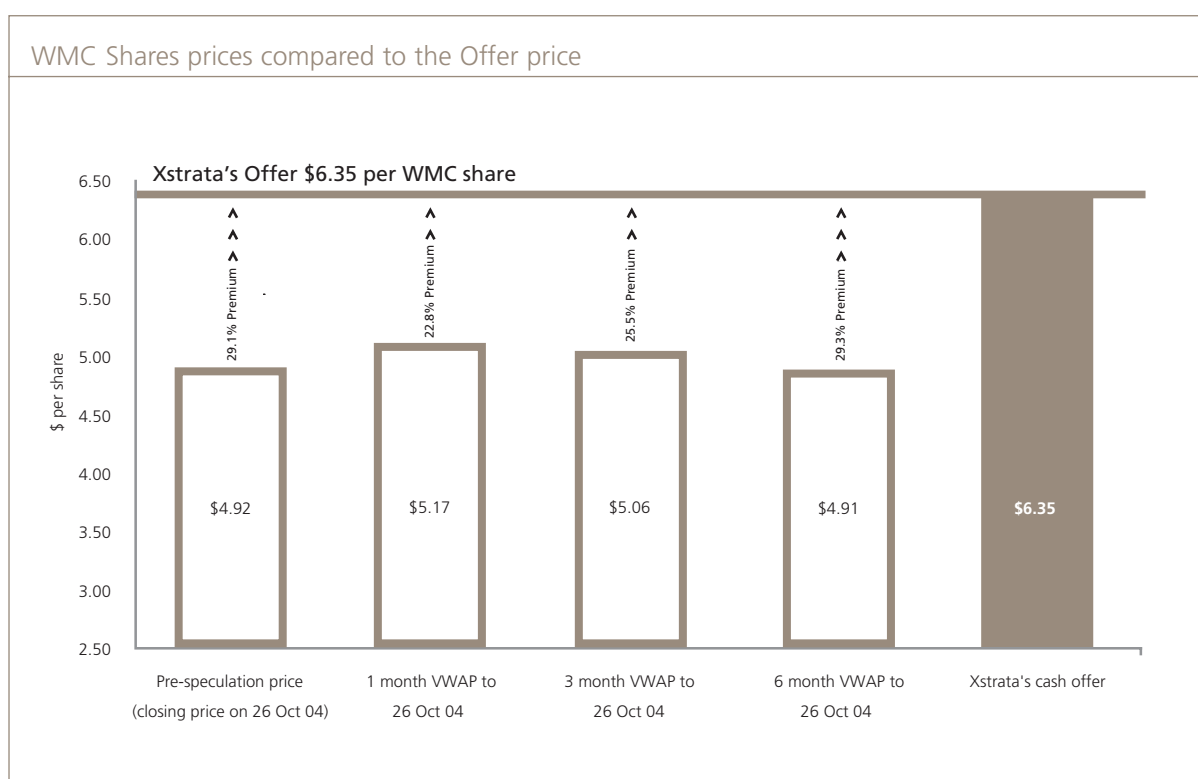 WMC Shares prices compared to the Offer price
Xstrata's Offer $6.35 per WMC share
6.50
6.00
5.50
5.00
4.50
4.00
3.50
3.00
2.50
$ per share
29.1% Premium
22.8% Premium
25.5% Premium
29.3% Premium
$4.92
$5.17
$5.06
$4.91
$6.35
Pre-speculation price
(closing price on 26 Oct 04)
1 month VWAP to
26 Oct 04
3 month VWAP to
26 Oct 04
6 month VWAP to
26 Oct 04
Xstrata's cash offer